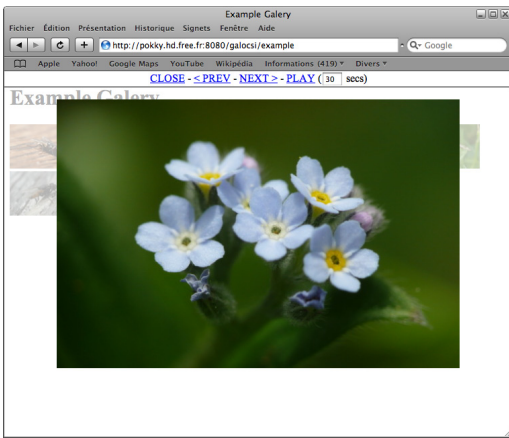 Example Galery
Fichier Édition Présentation Historique Signets Fenêtre Aide
http://pokky.hd.free.fr:8080/galocsi/example
Google
Apple Yahoo! Google Maps YouTube Wikipédia Informations (419) Divers
CLOSE - < PREV - NEXT > - PLAY ( 30 secs)
Example Galery